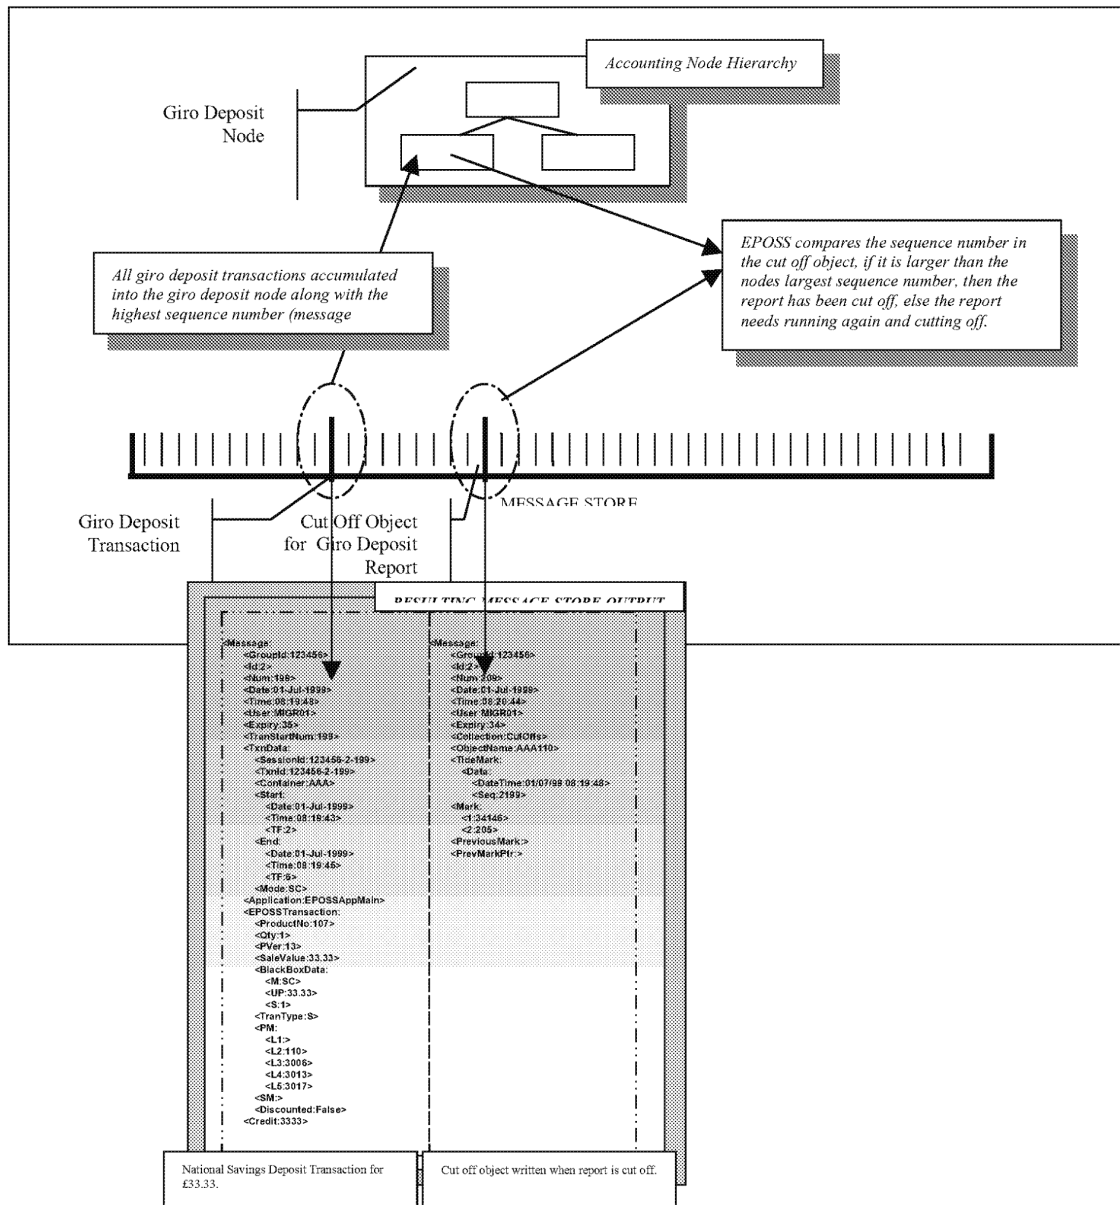 Accounting Node Hierarchy
Giro Deposit
Node
All giro deposit transactions accumulated
into the giro deposit node along with the
highest sequence number (message
EPOSS compares the sequence number in
the cut off object, if it is larger than the
nodes largest sequence number, then the
report has been cut off, else the report
needs running again and cutting off.
MESSAGE STORE
Giro Deposit
Transaction
Cut Off Object
for Giro Deposit
Report
RESULTING MESSAGE STORE OUTPUT
<Message:
<GroupId:123456>
<Id:2>
<Num:199>
<Date:01-Jul-1999>
<Time:08:19:48>
<User:MIGR01>
<Expiry:35>
<TranStartNum:199>
<TxnData:
<SessionId:123456-2-199>
<TxnId:123456-2-199>
<Container:AAA>
<Start:
<Date:01-Jul-1999>
<Time:08:19:43>
<TF:2>
<End:
<Date:01-Jul-1999>
<Time:08:19:45>
<TF:6>
<Mode:SC>
<Application:EPOSSAppMain>
<EPOSSTransaction:
<ProductNo:107>
<Qty:1>
<PVer:13>
<SaleValue:33.33>
<BlackBoxData:
<M:SC>
<UP:33.33>
<S:1>
<TranType:S>
<PM:
<L1:>
<L2:110>
<L3:3006>
<L4:3013>
<L5:3017>
<SM:>
<Discounted:False>
<Credit:3333>
<Message:
<GroupId:123456>
<Id:2>
<Num:209>
<Date:01-Jul-1999>
<Time:08:20:44>
<User:MIGR01>
<Expiry:34>
<Collection:CutOffs>
<ObjectName:AAA110>
<TideMark:
<Data:
<DateTime:01/07/99 08:19:48>
<Seq:2199>
<Mark:
<1:34146>
<2:205>
<PreviousMark:>
<PrevMarkPtr:>
National Savings Deposit Transaction for
£33.33.
Cut off object written when report is cut off.